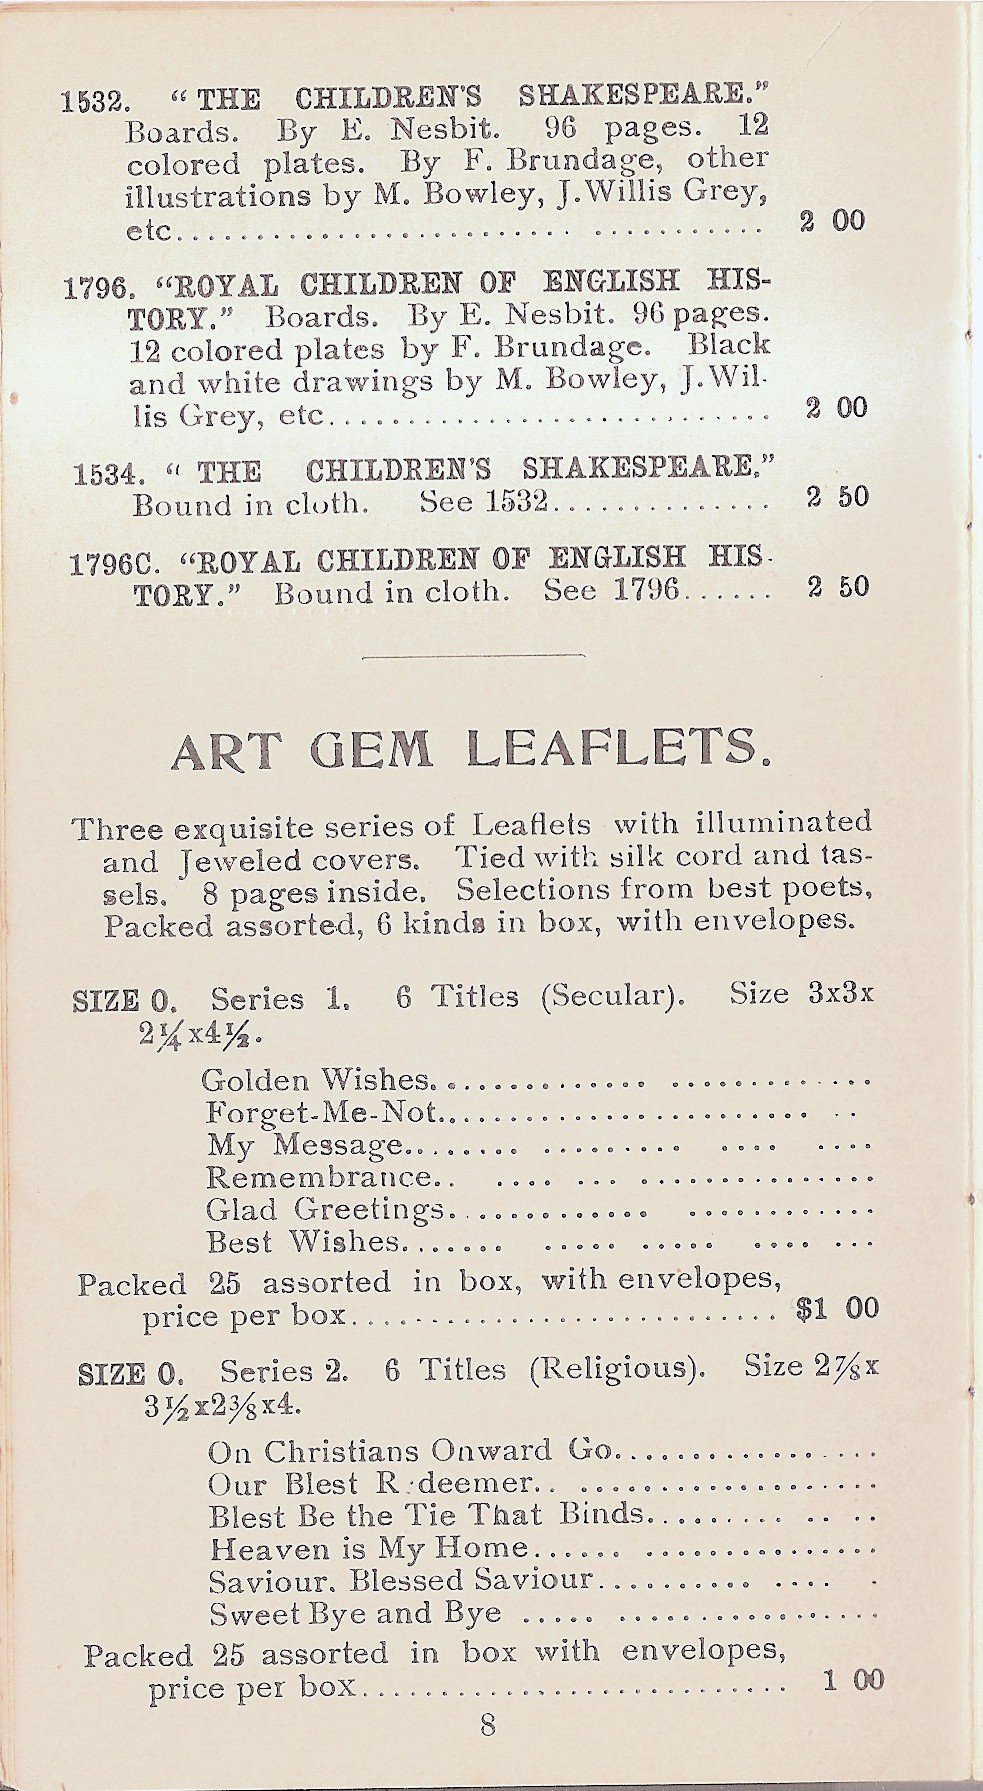 1532. “ THE CHILDREN'S SHAKESPEARE.”
Boards. By E. Nesbit. 96 pages. 12
colored plates. By F. Brundage, other
illustrations by M. Bowley, J. Willis Grey,
etc........................................ 2 00
1796. “ROYAL CHILDREN OF ENGLISH HIS-
TORY.” Boards. By E. Nesbit. 96 pages.
12 colored plates by F. Brundage. Black
and white drawings by M. Bowley, J. Wil-
lis Grey, etc............................ 2 00
1534. “ THE CHILDREN'S SHAKESPEARE.”
Bound in cloth. See 1532.............. 2 50
1796C. “ROYAL CHILDREN OF ENGLISH HIS-
TORY.” Bound in cloth. See 1796....... 2 50
ART GEM LEAFLETS.
Three exquisite series of Leaflets with illuminated
and Jeweled covers. Tied with silk cord and tas-
sels. 8 pages inside. Selections from best poets,
Packed assorted, 6 kinds in box, with envelopes.
SIZE 0. Series 1. 6 Titles (Secular). Size 3x3x
2¼x4½.
Golden Wishes...........................
Forget-Me-Not..........................
My Message............................
Remembrance..........................
Glad Greetings..........................
Best Wishes............................
Packed 25 assorted in box, with envelopes,
price per box........................... $1 00
SIZE 0. Series 2. 6 Titles (Religious). Size 2⅞x
3½x2⅜x4.
On Christians Onward Go.................
Our Blest R deemer......................
Blest Be the Tie That Binds..............
Heaven is My Home.....................
Saviour. Blessed Saviour...............
Sweet Bye and Bye ......................
Packed 25 assorted in box with envelopes,
price per box........................... 1 00
8